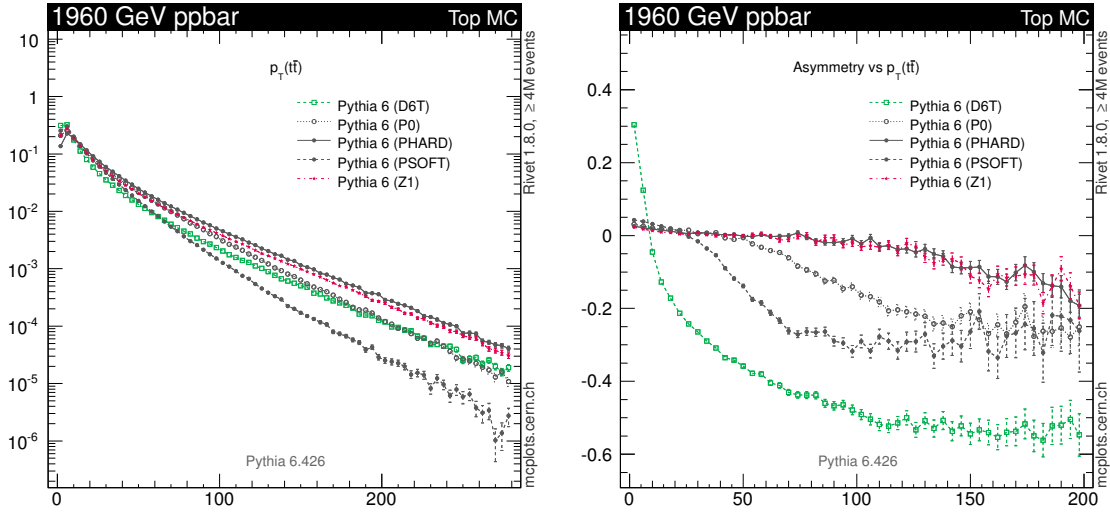 1960 GeV ppbar Top MC
p_T(tt̄)
Pythia 6 (D6T)
Pythia 6 (P0)
Pythia 6 (PHARD)
Pythia 6 (PSOFT)
Pythia 6 (Z1)
10
1
10^-1
10^-2
10^-3
10^-4
10^-5
10^-6
0 100 200
Pythia 6.426
Rivet 1.8.0, ≥ 4M events
mcplots.cern.ch
1960 GeV ppbar Top MC
Asymmetry vs p_T(tt̄)
Pythia 6 (D6T)
Pythia 6 (P0)
Pythia 6 (PHARD)
Pythia 6 (PSOFT)
Pythia 6 (Z1)
0.4
0.2
0
-0.2
-0.4
-0.6
0 50 100 150 200
Pythia 6.426
Rivet 1.8.0, ≥ 4M events
mcplots.cern.ch